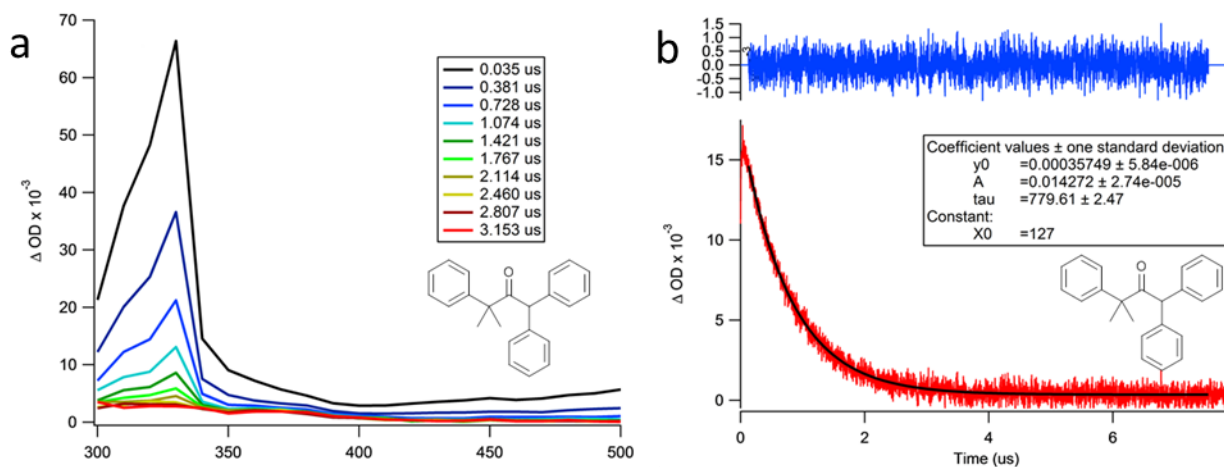 a
70
60
50
40
30
20
10
0
Δ OD x 10⁻³
300
350
400
450
500
0.035 us
0.381 us
0.728 us
1.074 us
1.421 us
1.767 us
2.114 us
2.460 us
2.807 us
3.153 us
O
b
1.5
1.0
0.5
0.0
-0.5
-1.0
15
10
5
0
Δ OD x 10⁻³
Coefficient values ± one standard deviation
y0 =0.00035749 ± 5.84e-006
A =0.014272 ± 2.74e-005
tau =779.61 ± 2.47
Constant:
X0 =127
O
0
2
4
6
Time (us)